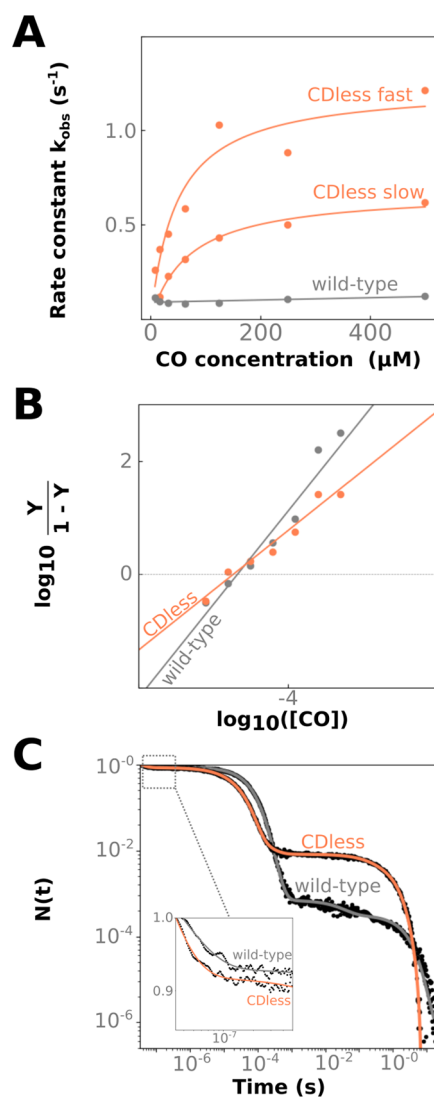 A
Rate constant kobs (s-1)
1.0
0.5
CDless fast
CDless slow
wild-type
0
200
400
CO concentration (μM)
B
log10 Y
1 - Y
2
0
CDless
wild-type
-4
log10([CO])
C
N(t)
10-0
10-2
10-4
10-6
CDless
wild-type
1.0
0.9
wild-type
CDless
10-7
10-6
10-4
10-2
10-0
Time (s)